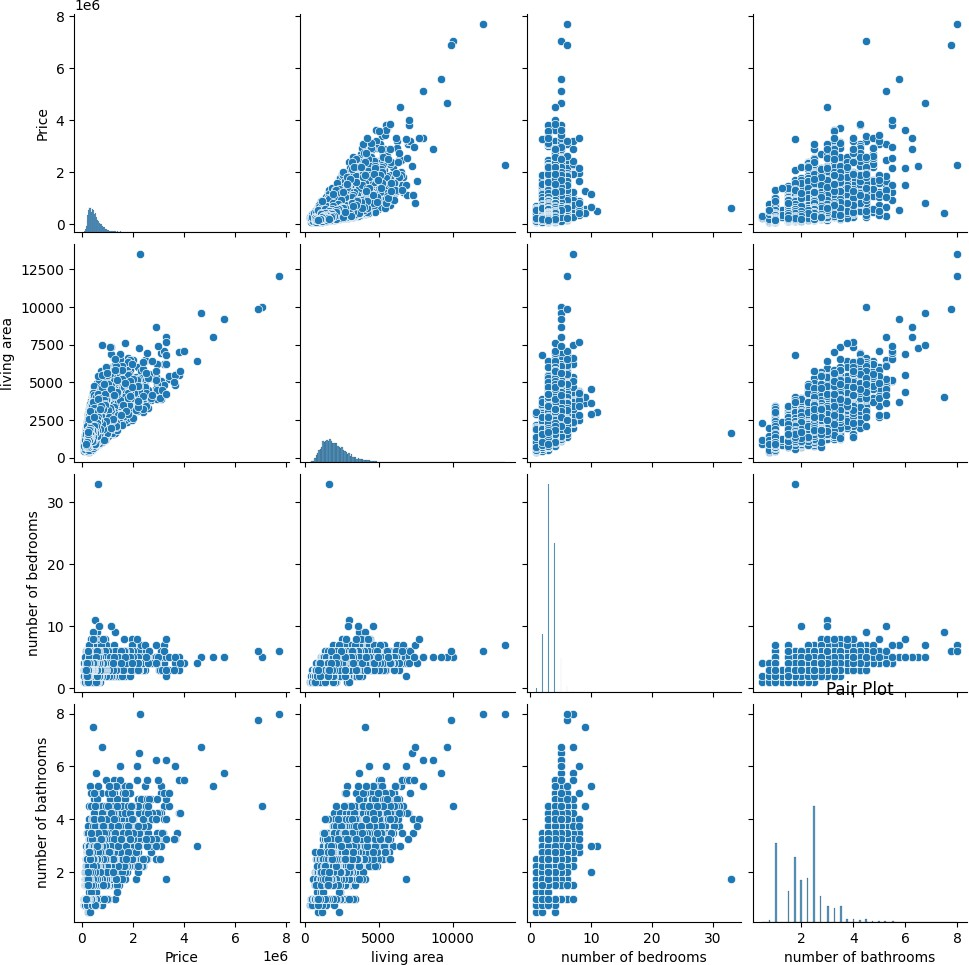 1e6
8
6
4
2
0
Price
12500
10000
7500
5000
2500
0
living area
30
20
10
0
number of bedrooms
Pair Plot
8
6
4
2
number of bathrooms
0 2 4 6 8
0 5000 10000
0 10 20 30
2 4 6 8
Price 1e6
living area
number of bedrooms
number of bathrooms